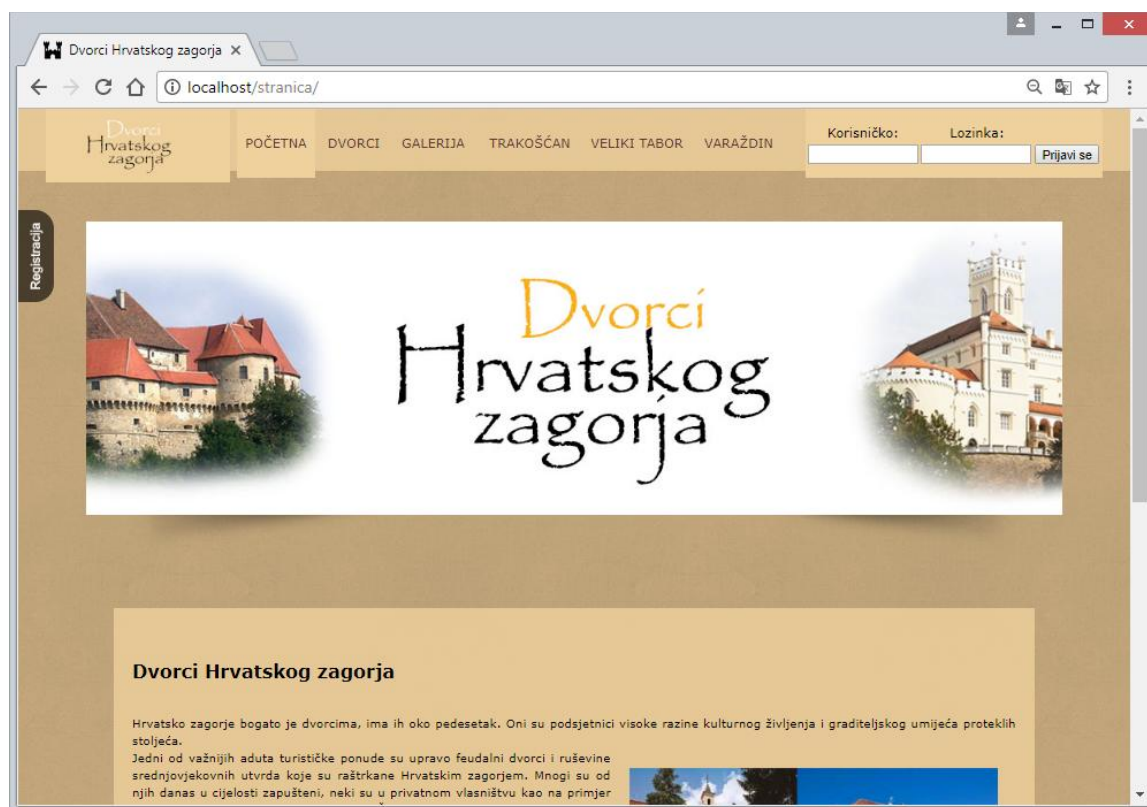 Dvorci Hrvatskog zagorja
localhost/stranica/
Dvorci
Hrvatskog
zagorja
POČETNA DVORCI GALERIJA TRAKOŠĆAN VELIKI TABOR VARAŽDIN
Korisničko: Lozinka:
Prijavi se
Registracija
Dvorci
Hrvatskog
zagorja
Dvorci Hrvatskog zagorja
Hrvatsko zagorje bogato je dvorcima, ima ih oko pedesetak. Oni su podsjetnici visoke razine kulturnog življenja i graditeljskog umijeća proteklih
stoljeća.
Jedni od važnijih aduta turističke ponude su upravo feudalni dvorci i ruševine
srednjovjekovnih utvrda koje su raštrkane Hrvatskim zagorjem. Mnogi su od
njih danas u cijelosti zapušteni, neki su u privatnom vlasništvu kao na primjer